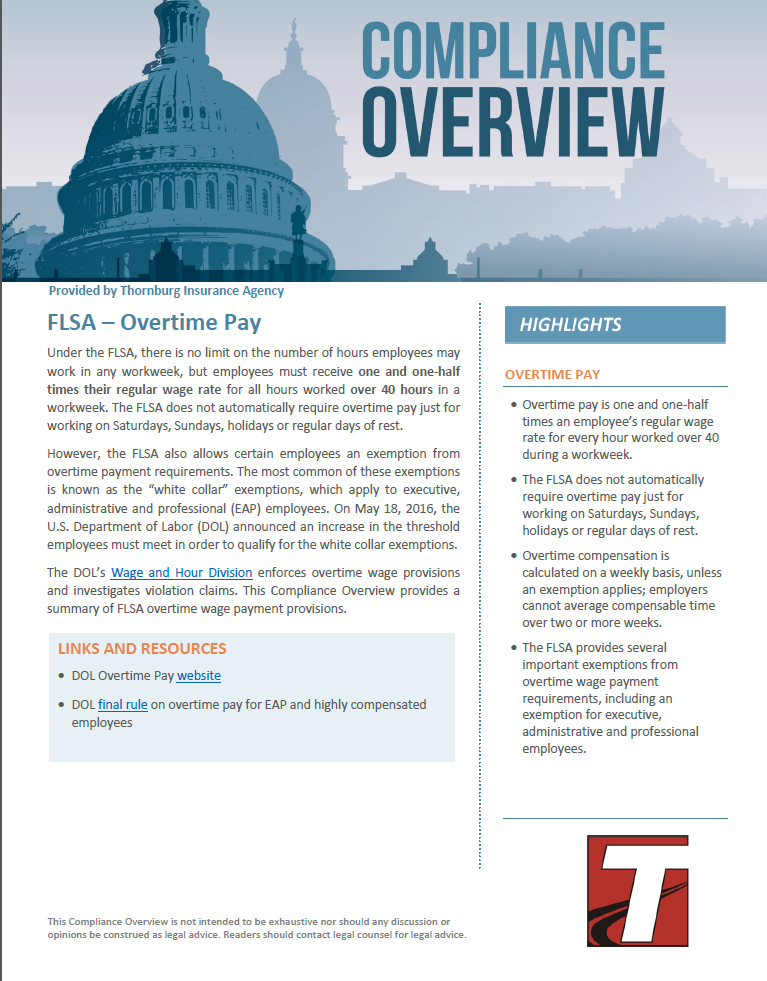 COMPLIANCE
OVERVIEW
Provided by Thornburg Insurance Agency
FLSA – Overtime Pay
Under the FLSA, there is no limit on the number of hours employees may
work in any workweek, but employees must receive one and one-half
times their regular wage rate for all hours worked over 40 hours in a
workweek. The FLSA does not automatically require overtime pay just for
working on Saturdays, Sundays, holidays or regular days of rest.
However, the FLSA also allows certain employees an exemption from
overtime payment requirements. The most common of these exemptions
is known as the “white collar” exemptions, which apply to executive,
administrative and professional (EAP) employees. On May 18, 2016, the
U.S. Department of Labor (DOL) announced an increase in the threshold
employees must meet in order to qualify for the white collar exemptions.
The DOL’s Wage and Hour Division enforces overtime wage provisions
and investigates violation claims. This Compliance Overview provides a
summary of FLSA overtime wage payment provisions.
LINKS AND RESOURCES
• DOL Overtime Pay website
• DOL final rule on overtime pay for EAP and highly compensated
employees
HIGHLIGHTS
OVERTIME PAY
• Overtime pay is one and one-half
times an employee’s regular wage
rate for every hour worked over 40
during a workweek.
• The FLSA does not automatically
require overtime pay just for
working on Saturdays, Sundays,
holidays or regular days of rest.
• Overtime compensation is
calculated on a weekly basis, unless
an exemption applies; employers
cannot average compensable time
over two or more weeks.
• The FLSA provides several
important exemptions from
overtime wage payment
requirements, including an
exemption for executive,
administrative and professional
employees.
T
This Compliance Overview is not intended to be exhaustive nor should any discussion or
opinions be construed as legal advice. Readers should contact legal counsel for legal advice.